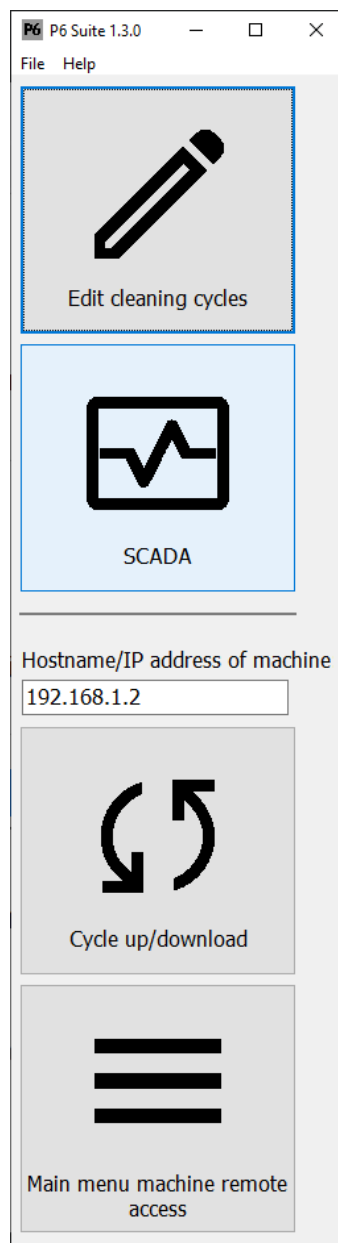 P6 P6 Suite 1.3.0
File Help
Edit cleaning cycles
SCADA
Hostname/IP address of machine
192.168.1.2
Cycle up/download
Main menu machine remote
access